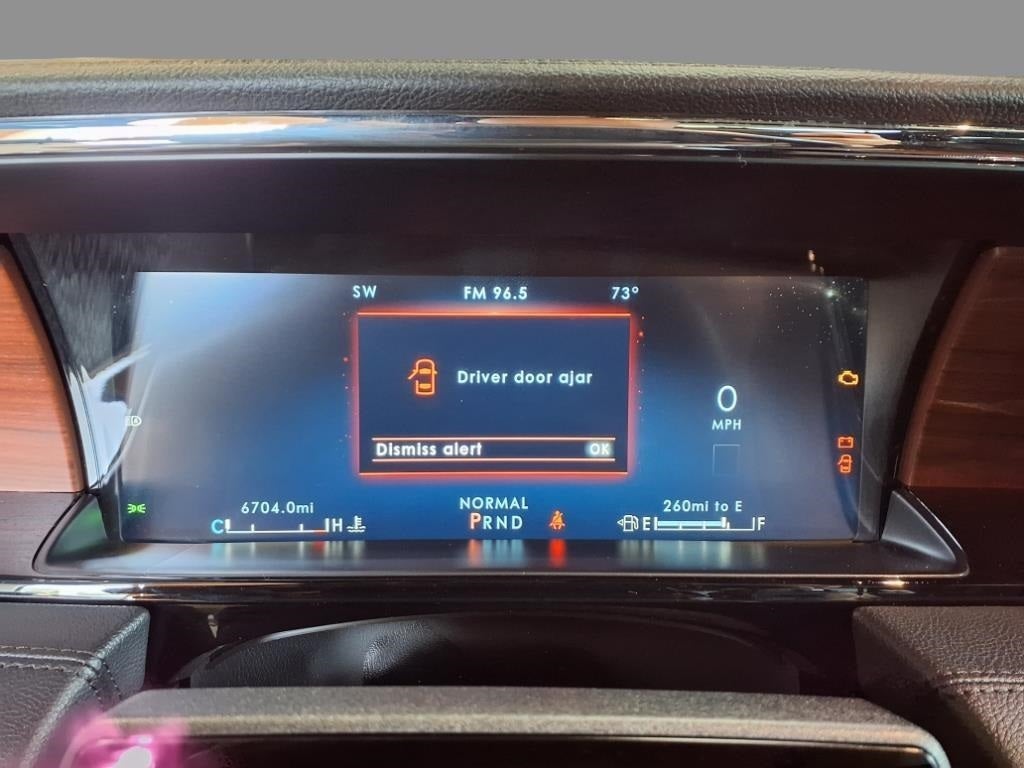 SW FM 96.5 73°
Driver door ajar
0
MPH
Dismiss alert OK
6704.0mi NORMAL 260mi to E
C H PRND E F